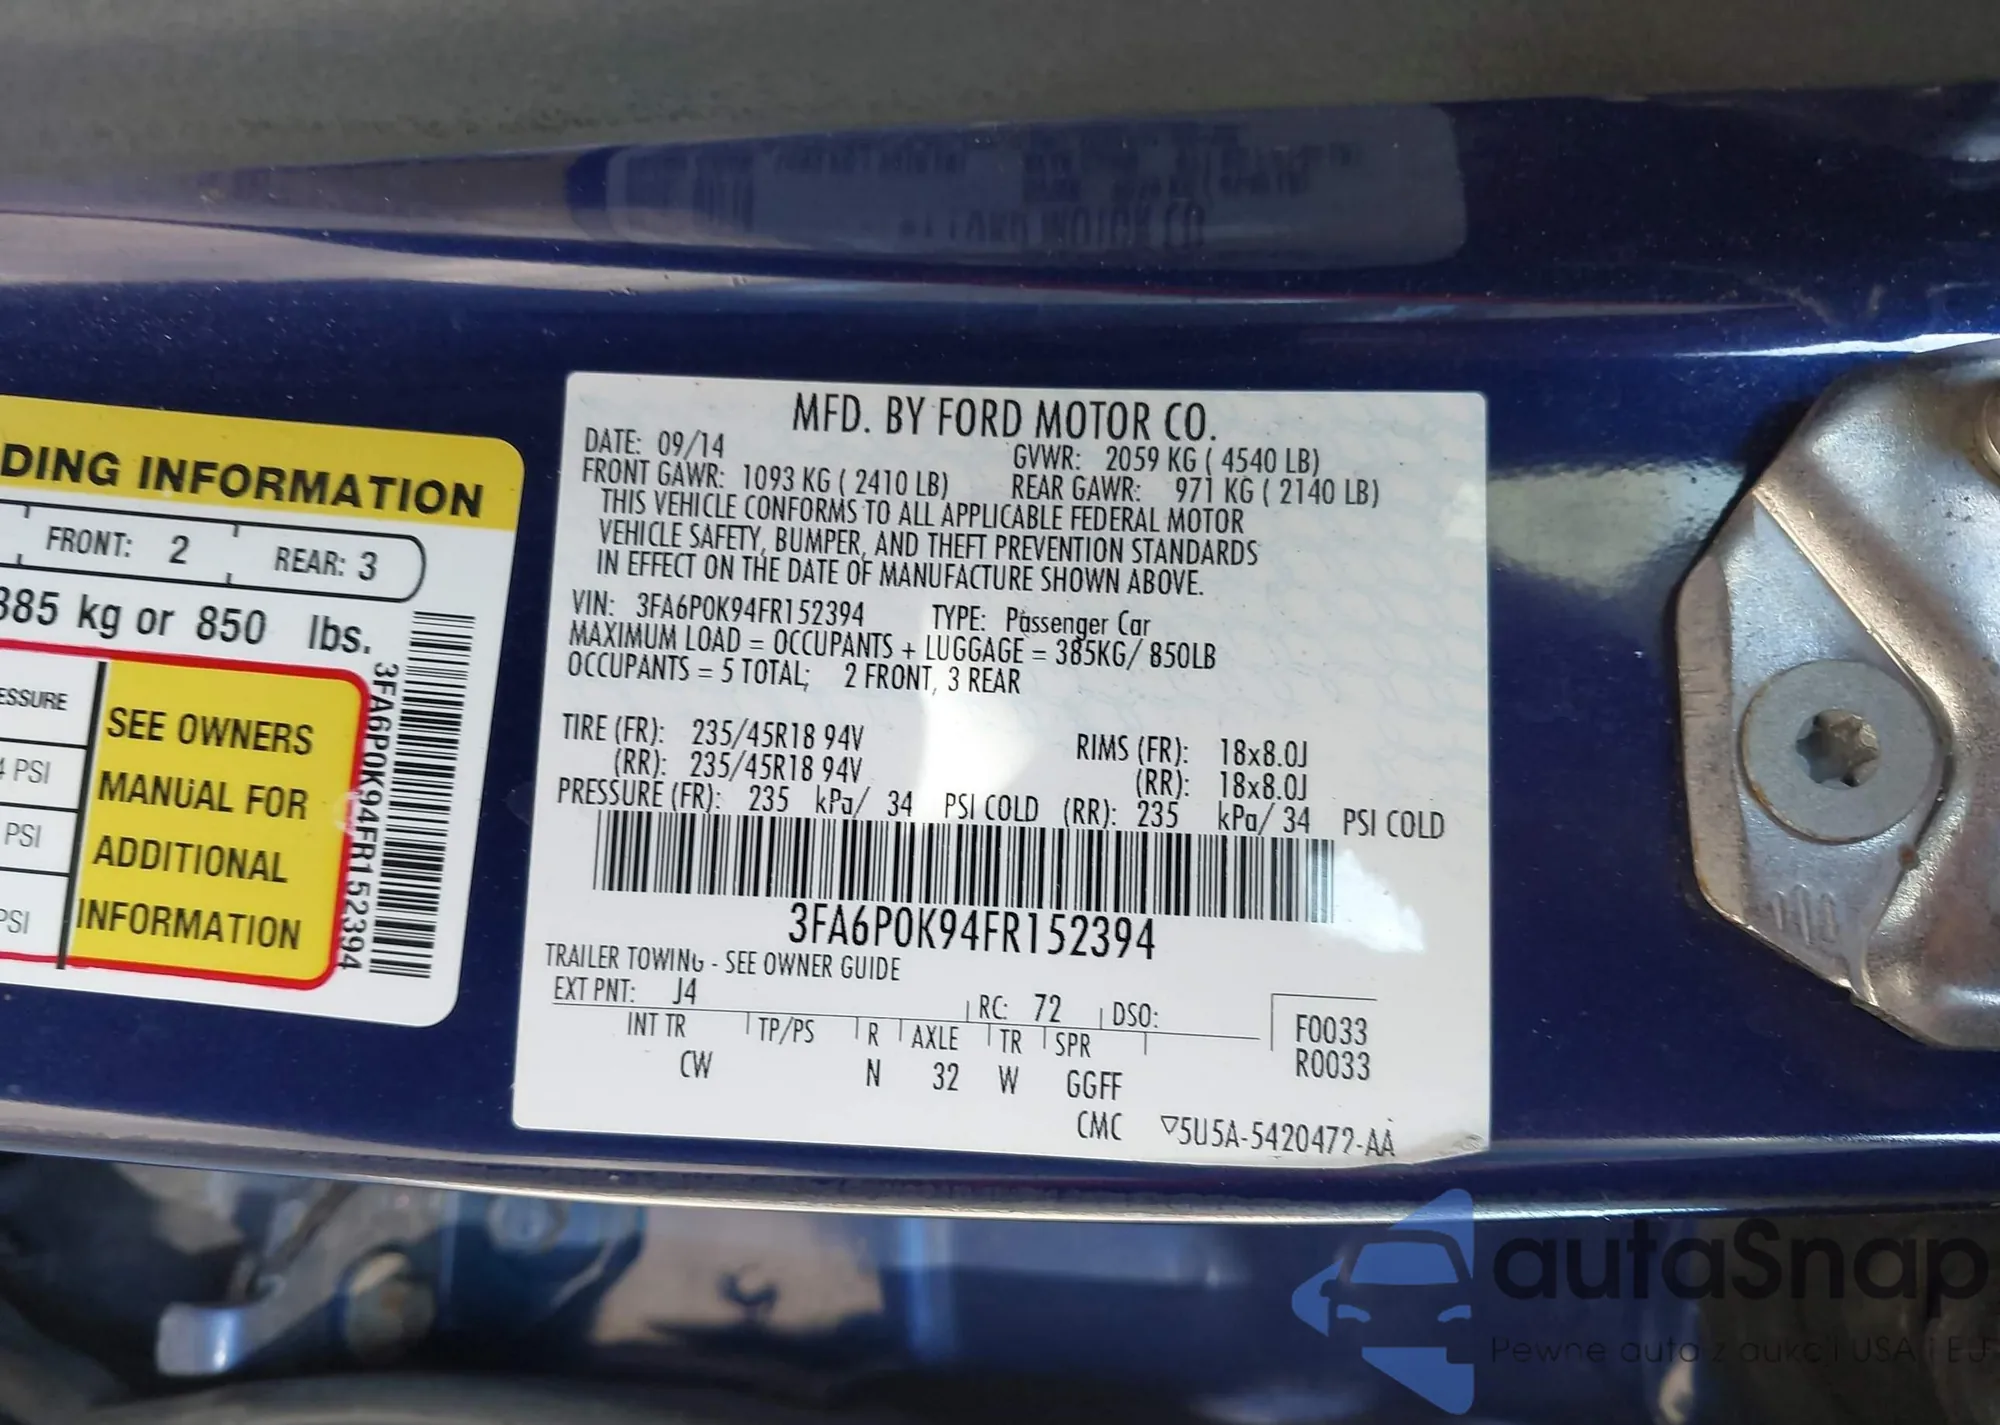 DING INFORMATION
FRONT: 2 REAR: 3
385 kg or 850 lbs.
ESSURE
4 PSI
PSI
PSI
SEE OWNERS
MANUAL FOR
ADDITIONAL
INFORMATION
3FA6P0K94FR152394
MFD. BY FORD MOTOR CO.
DATE: 09/14 GVWR: 2059 KG ( 4540 LB)
FRONT GAWR: 1093 KG ( 2410 LB) REAR GAWR: 971 KG ( 2140 LB)
THIS VEHICLE CONFORMS TO ALL APPLICABLE FEDERAL MOTOR
VEHICLE SAFETY, BUMPER, AND THEFT PREVENTION STANDARDS
IN EFFECT ON THE DATE OF MANUFACTURE SHOWN ABOVE.
VIN: 3FA6P0K94FR152394 TYPE: Passenger Car
MAXIMUM LOAD = OCCUPANTS + LUGGAGE = 385KG/ 850LB
OCCUPANTS = 5 TOTAL; 2 FRONT, 3 REAR
TIRE (FR): 235/45R18 94V RIMS (FR): 18x8.0J
(RR): 235/45R18 94V (RR): 18x8.0J
PRESSURE (FR): 235 kPa/ 34 PSI COLD (RR): 235 kPa/ 34 PSI COLD
3FA6P0K94FR152394
TRAILER TOWING - SEE OWNER GUIDE
EXT PNT: J4 RC: 72 DSO:
INT TR TP/PS R AXLE TR SPR F0033
CW N 32 W GGFF R0033
CMC ▽5U5A-5420472-AA
autaSnap
Pewne auta z aukcji USA i EU